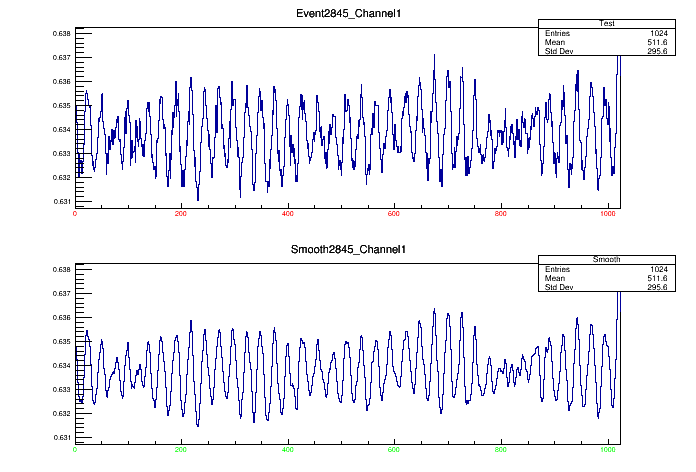 Event2845_Channel1
Test
Entries 1024
Mean 511.6
Std Dev 295.6
0.638
0.637
0.636
0.635
0.634
0.633
0.632
0.631
0 200 400 600 800 1000
Smooth2845_Channel1
Smooth
Entries 1024
Mean 511.6
Std Dev 295.6
0.638
0.637
0.636
0.635
0.634
0.633
0.632
0.631
0 200 400 600 800 1000